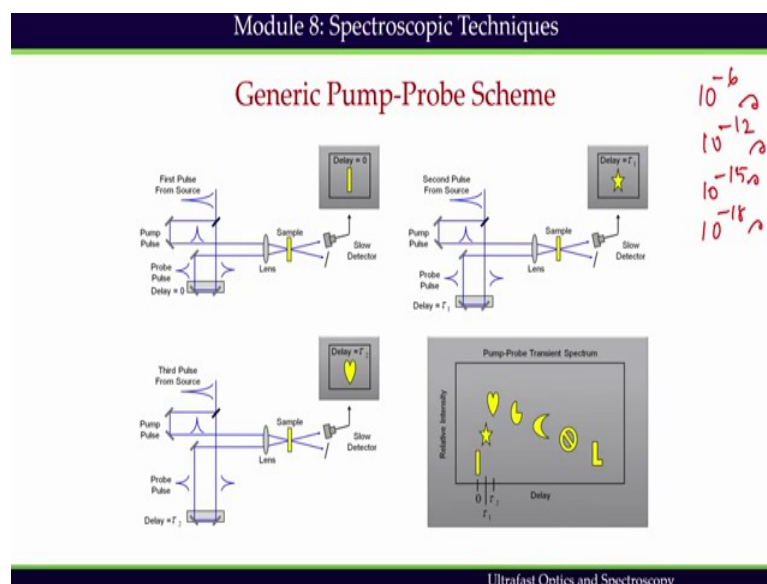 Module 8: Spectroscopic Techniques
Generic Pump-Probe Scheme
10⁻⁶ s
10⁻¹² s
10⁻¹⁵ s
10⁻¹⁸ s
First Pulse
From Source
Pump
Pulse
Probe
Pulse
Delay = 0
Lens
Sample
Delay = 0
Slow
Detector
Second Pulse
From Source
Pump
Pulse
Probe
Pulse
Delay = τ₁
Lens
Sample
Delay = τ₁
Slow
Detector
Third Pulse
From Source
Pump
Pulse
Probe
Pulse
Delay = τ₂
Lens
Sample
Delay = τ₂
Slow
Detector
Pump-Probe Transient Spectrum
Relative Intensity
0
τ₂
τ₁
Delay
Ultrafast Optics and Spectroscopy